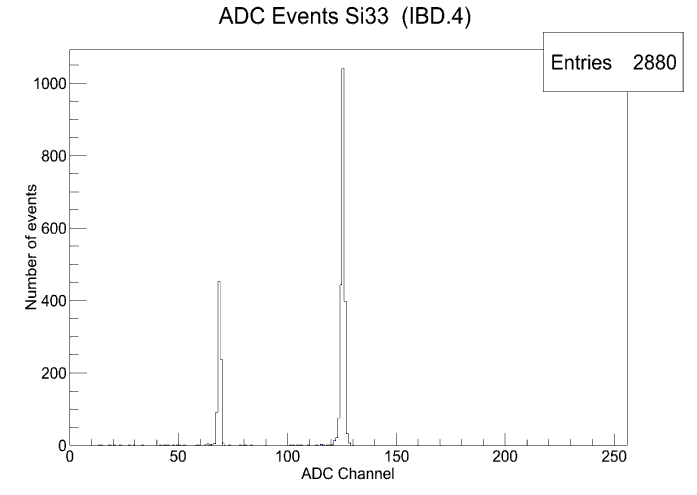 ADC Events Si33 (IBD.4)
Entries 2880
Number of events
1000
800
600
400
200
0
0 50 100 150 200 250
ADC Channel